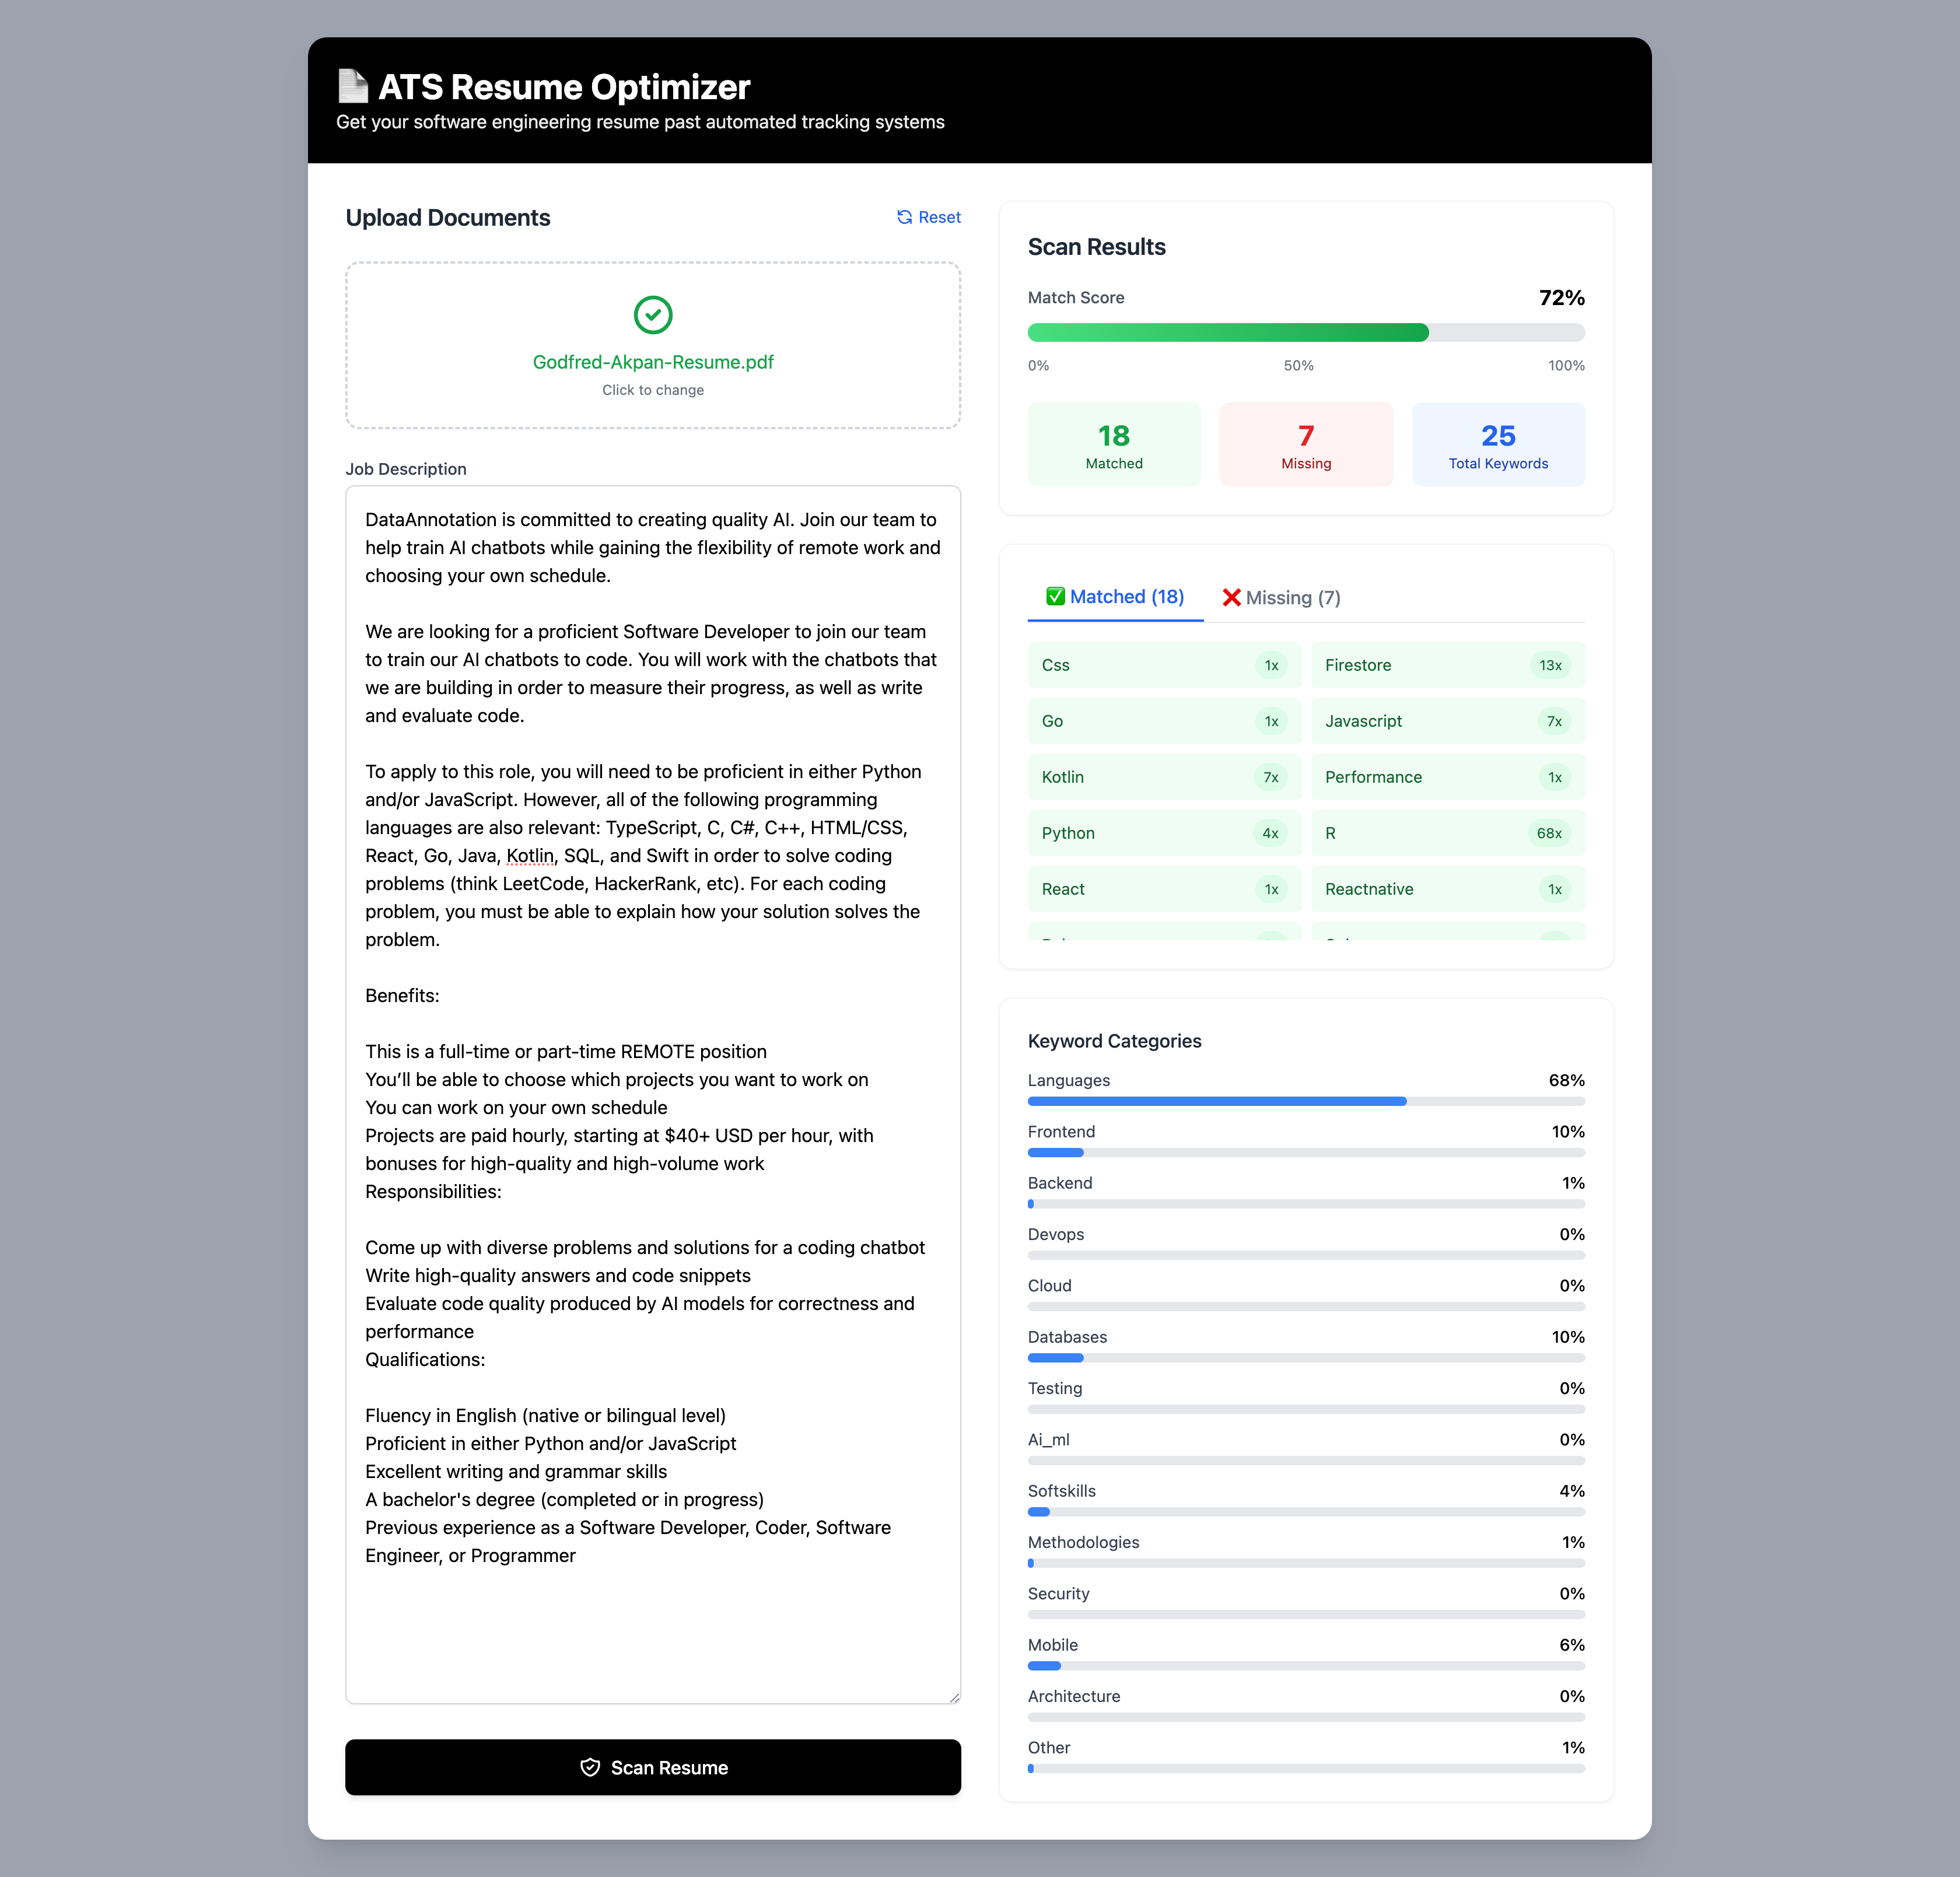 ATS Resume Optimizer
Get your software engineering resume past automated tracking systems
Upload Documents
Reset
Godfred-Akpan-Resume.pdf
Click to change
Job Description
DataAnnotation is committed to creating quality AI. Join our team to
help train AI chatbots while gaining the flexibility of remote work and
choosing your own schedule.
We are looking for a proficient Software Developer to join our team
to train our AI chatbots to code. You will work with the chatbots that
we are building in order to measure their progress, as well as write
and evaluate code.
To apply to this role, you will need to be proficient in either Python
and/or JavaScript. However, all of the following programming
languages are also relevant: TypeScript, C, C#, C++, HTML/CSS,
React, Go, Java, Kotlin, SQL, and Swift in order to solve coding
problems (think LeetCode, HackerRank, etc). For each coding
problem, you must be able to explain how your solution solves the
problem.
Benefits:
This is a full-time or part-time REMOTE position
You’ll be able to choose which projects you want to work on
You can work on your own schedule
Projects are paid hourly, starting at $40+ USD per hour, with
bonuses for high-quality and high-volume work
Responsibilities:
Come up with diverse problems and solutions for a coding chatbot
Write high-quality answers and code snippets
Evaluate code quality produced by AI models for correctness and
performance
Qualifications:
Fluency in English (native or bilingual level)
Proficient in either Python and/or JavaScript
Excellent writing and grammar skills
A bachelor's degree (completed or in progress)
Previous experience as a Software Developer, Coder, Software
Engineer, or Programmer
Scan Resume
Scan Results
Match Score 72%
0% 50% 100%
18 7 25
Matched Missing Total Keywords
Matched (18) Missing (7)
Css 1x Firestore 13x
Go 1x Javascript 7x
Kotlin 7x Performance 1x
Python 4x R 68x
React 1x Reactnative 1x
Keyword Categories
Languages 68%
Frontend 10%
Backend 1%
Devops 0%
Cloud 0%
Databases 10%
Testing 0%
Ai_ml 0%
Softskills 4%
Methodologies 1%
Security 0%
Mobile 6%
Architecture 0%
Other 1%